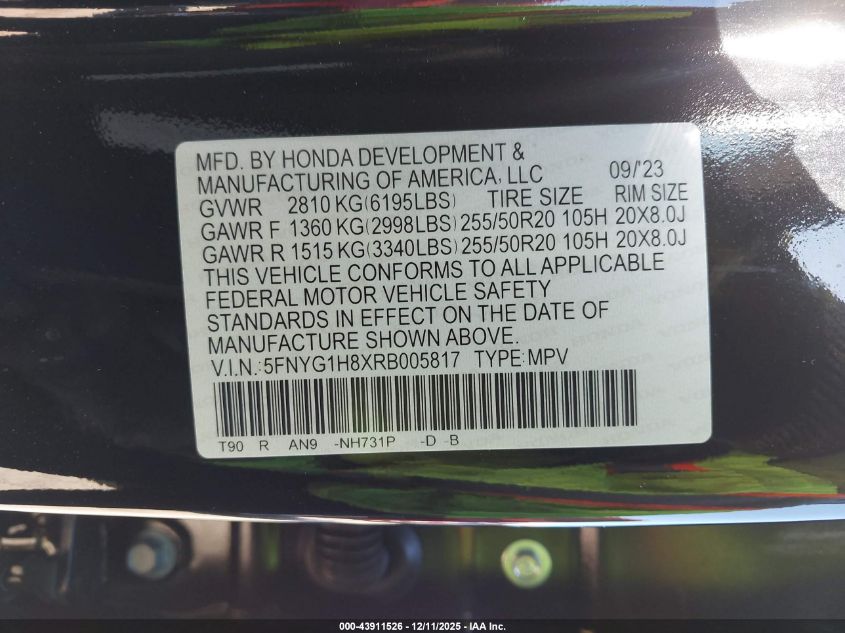 MFD. BY HONDA DEVELOPMENT &
MANUFACTURING OF AMERICA, LLC 09/'23
GVWR 2810 KG(6195LBS) TIRE SIZE RIM SIZE
GAWR F 1360 KG(2998LBS) 255/50R20 105H 20X8.0J
GAWR R 1515 KG(3340LBS) 255/50R20 105H 20X8.0J
THIS VEHICLE CONFORMS TO ALL APPLICABLE
FEDERAL MOTOR VEHICLE SAFETY
STANDARDS IN EFFECT ON THE DATE OF
MANUFACTURE SHOWN ABOVE.
V.I.N.:5FNYG1H8XRB005817 TYPE:MPV
T90 R AN9 -NH731P -D -B
000-43911526 - 12/11/2025 - IAA Inc.